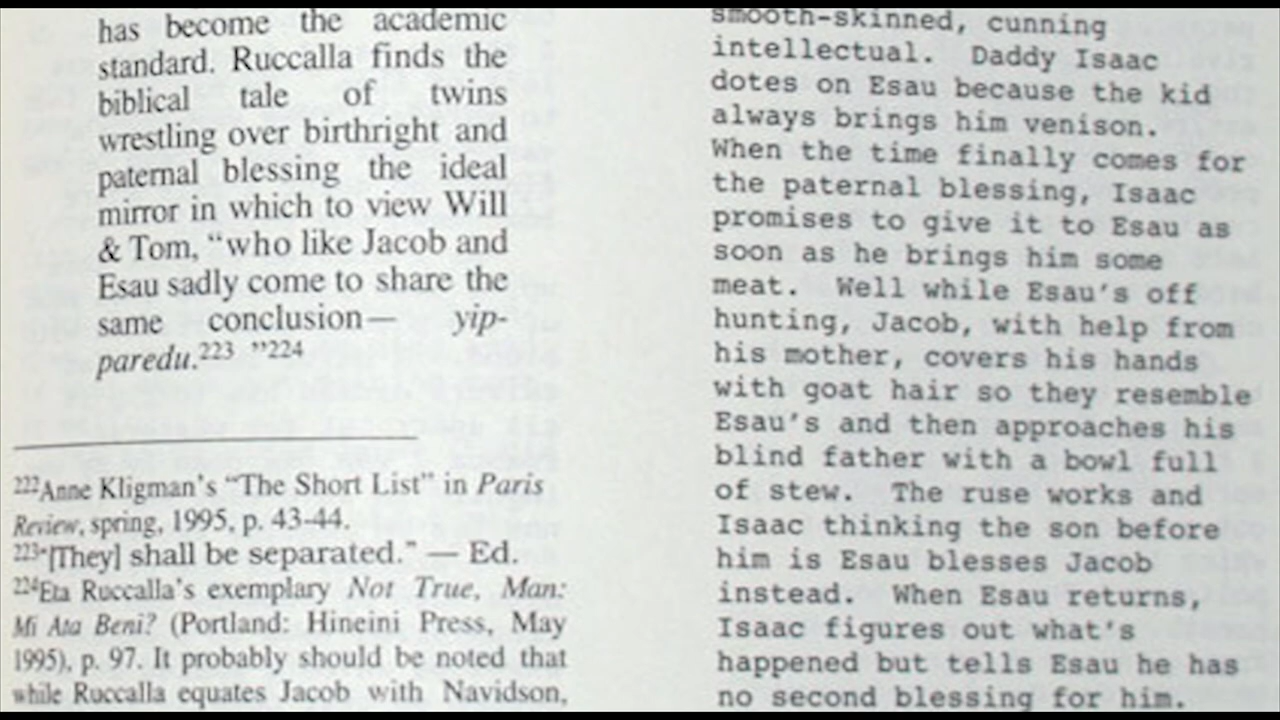 has become the academic
standard. Ruccalla finds the
biblical tale of twins
wrestling over birthright and
paternal blessing the ideal
mirror in which to view Will
& Tom, “who like Jacob and
Esau sadly come to share the
same conclusion— yip-
paredu.223 ”224
222Anne Kligman's “The Short List” in Paris
Review, spring, 1995, p. 43-44.
223“[They] shall be separated.” — Ed.
224Eta Ruccalla's exemplary Not True, Man:
Mi Ata Beni? (Portland: Hineini Press, May
1995), p. 97. It probably should be noted that
while Ruccalla equates Jacob with Navidson,
smooth-skinned, cunning
intellectual. Daddy Isaac
dotes on Esau because the kid
always brings him venison.
When the time finally comes for
the paternal blessing, Isaac
promises to give it to Esau as
soon as he brings him some
meat. Well while Esau's off
hunting, Jacob, with help from
his mother, covers his hands
with goat hair so they resemble
Esau's and then approaches his
blind father with a bowl full
of stew. The ruse works and
Isaac thinking the son before
him is Esau blesses Jacob
instead. When Esau returns,
Isaac figures out what's
happened but tells Esau he has
no second blessing for him.